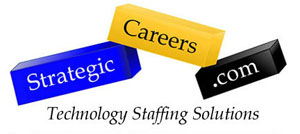 Strategic
Careers
.com
Technology Staffing Solutions